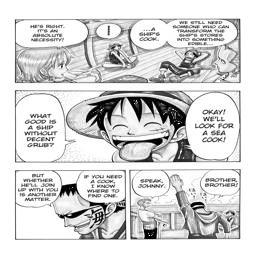 HE'S RIGHT.
IT'S AN
ABSOLUTE
NECESSITY!
!
...A
SHIP'S
COOK.
WE STILL NEED
SOMEONE WHO CAN
TRANSFORM THE
SHIP'S STORES
INTO SOMETHING
EDIBLE...
WHAT
GOOD IS
A SHIP
WITHOUT
DECENT
GRUB?
OKAY!
WE'LL
LOOK
FOR A
SEA
COOK!
BUT
WHETHER
HE'LL JOIN
UP WITH YOU
IS ANOTHER
MATTER.
IF YOU
NEED A
COOK,
I KNOW
WHERE TO
FIND ONE.
SPEAK,
JOHNNY.
BROTHER,
BROTHER!